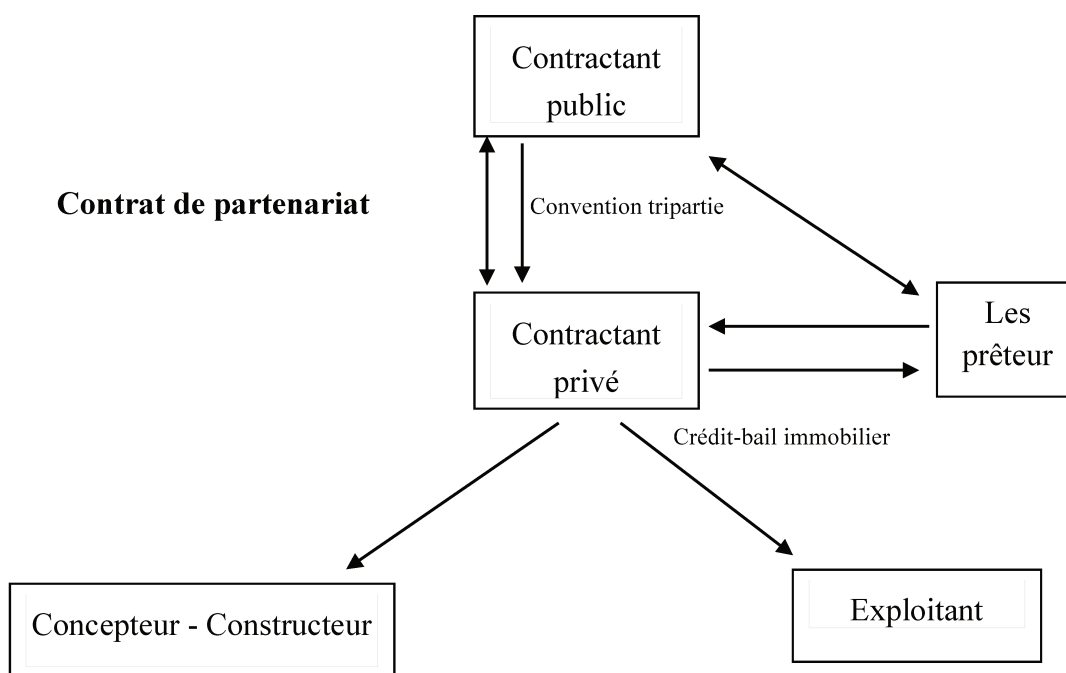 Contractant
public
Contrat de partenariat
Convention tripartie
Contractant
privé
Les
prêteur
Crédit-bail immobilier
Concepteur - Constructeur
Exploitant